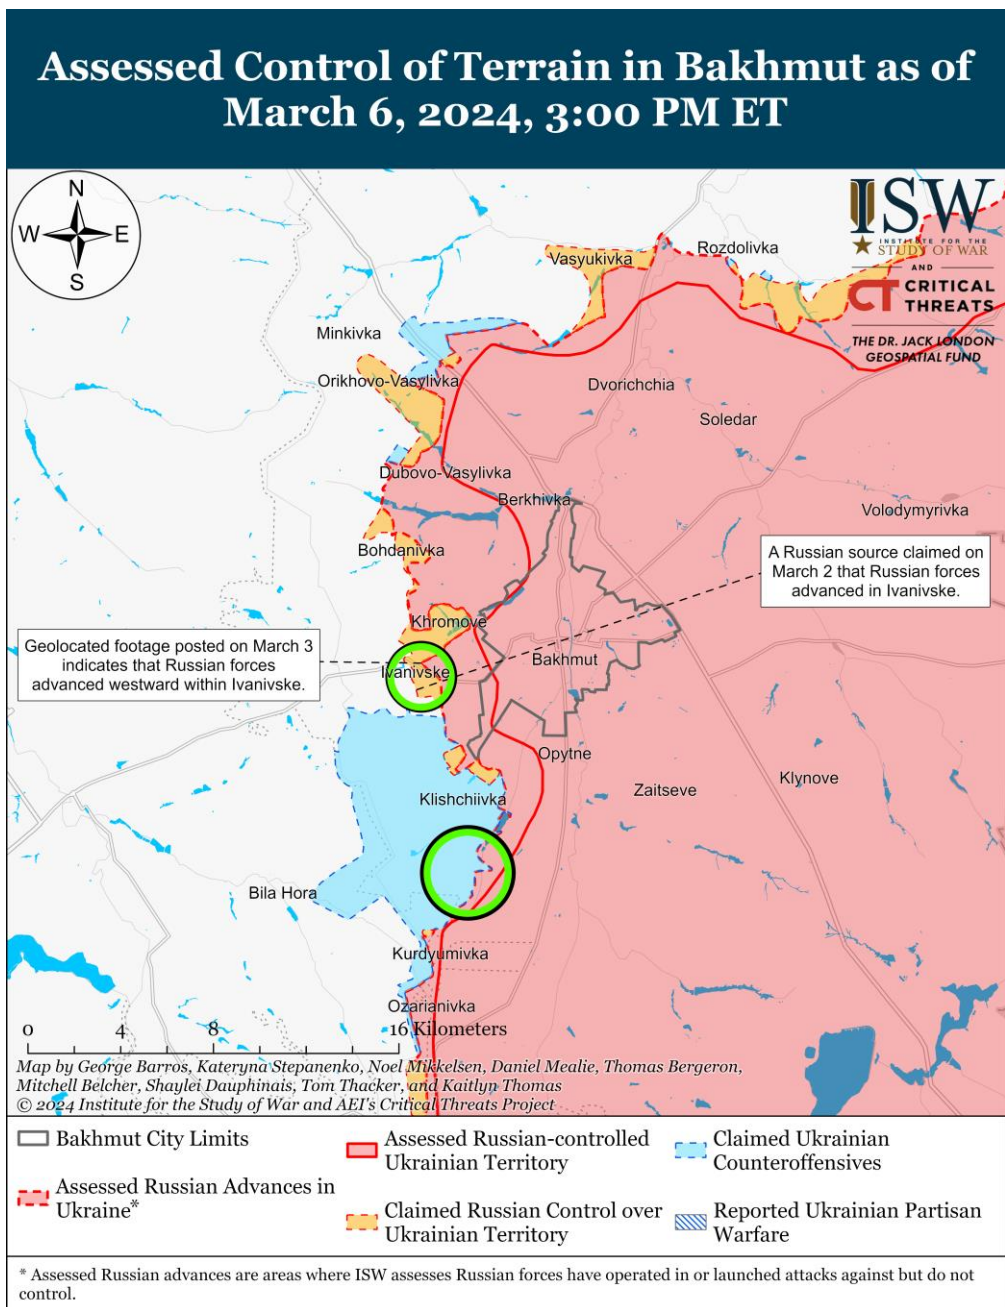 Assessed Control of Terrain in Bakhmut as of
March 6, 2024, 3:00 PM ET
N
W
E
S
ISW
INSTITUTE FOR THE
STUDY OF WAR
AND
CT CRITICAL
THREATS
THE DR. JACK LONDON
GEOSPATIAL FUND
Vasyukivka
Rozdolivka
Minkivka
Orikhovo-Vasylivka
Dvorichchia
Soledar
Dubovo-Vasylivka
Berkhivka
Volodymyrivka
Bohdanivka
A Russian source claimed on
March 2 that Russian forces
advanced in Ivanivske.
Khromove
Geolocated footage posted on March 3
indicates that Russian forces
advanced westward within Ivanivske.
Ivanivske
Bakhmut
Opytne
Zaitseve
Klynove
Klishchiivka
Bila Hora
Kurdyumivka
Ozarianivka
0 4 8 16 Kilometers
Map by George Barros, Kateryna Stepanenko, Noel Mikkelsen, Daniel Mealie, Thomas Bergeron,
Mitchell Belcher, Shaylei Dauphinais, Tom Thacker, and Kaitlyn Thomas
© 2024 Institute for the Study of War and AEI's Critical Threats Project
Bakhmut City Limits
Assessed Russian Advances in
Ukraine*
Assessed Russian-controlled
Ukrainian Territory
Claimed Russian Control over
Ukrainian Territory
Claimed Ukrainian
Counteroffensives
Reported Ukrainian Partisan
Warfare
* Assessed Russian advances are areas where ISW assesses Russian forces have operated in or launched attacks against but do not
control.